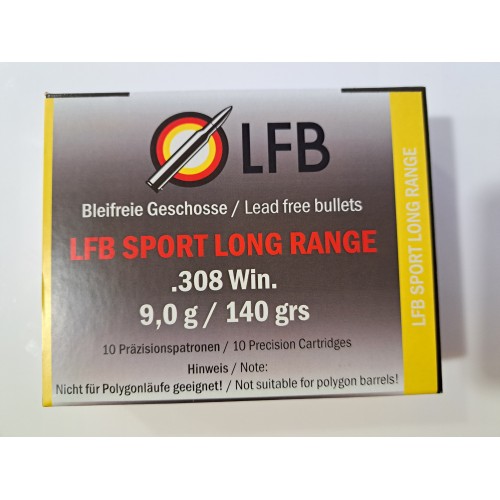 LFB
Bleifreie Geschosse / Lead free bullets
LFB SPORT LONG RANGE
.308 Win.
9,0 g / 140 grs
10 Präzisionspatronen / 10 Precision Cartridges
Hinweis / Note:
Nicht für Polygonläufe geeignet! / Not suitable for polygon barrels!
LFB SPORT LONG RANGE